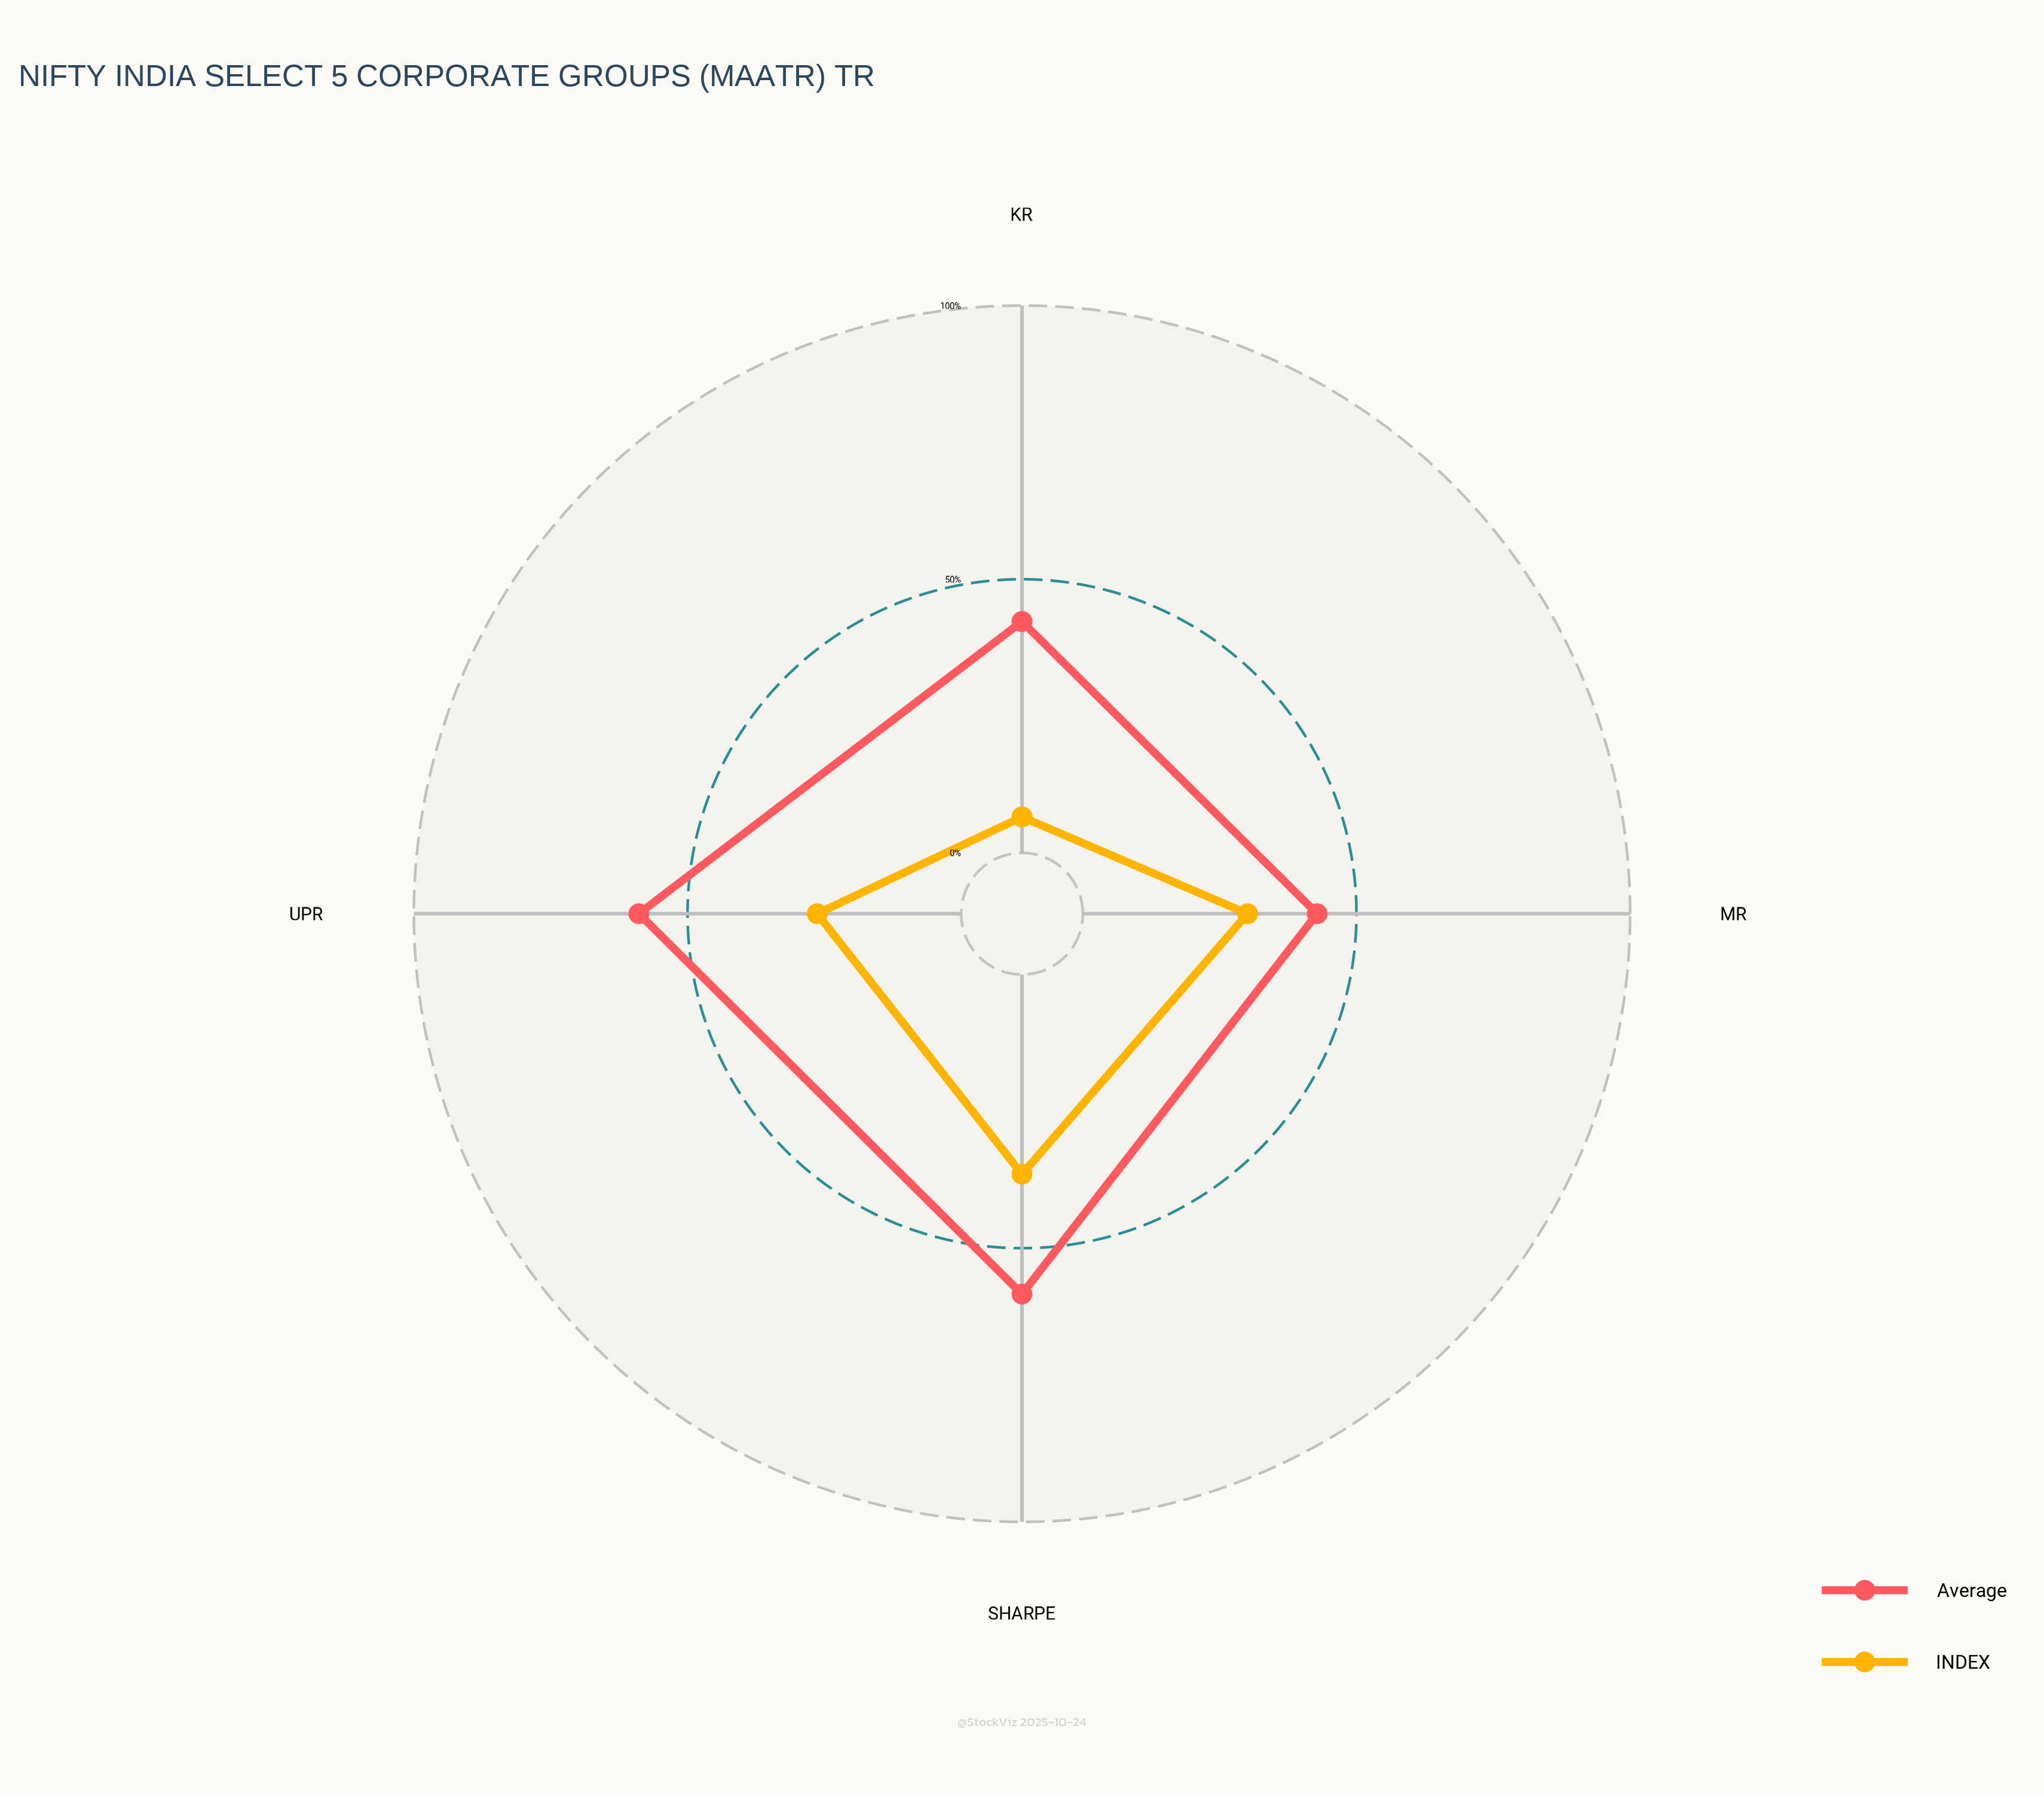 NIFTY INDIA SELECT 5 CORPORATE GROUPS (MAATR) TR
KR
100%
50%
0%
UPR
MR
SHARPE
Average
INDEX
@StockViz 2025-10-24